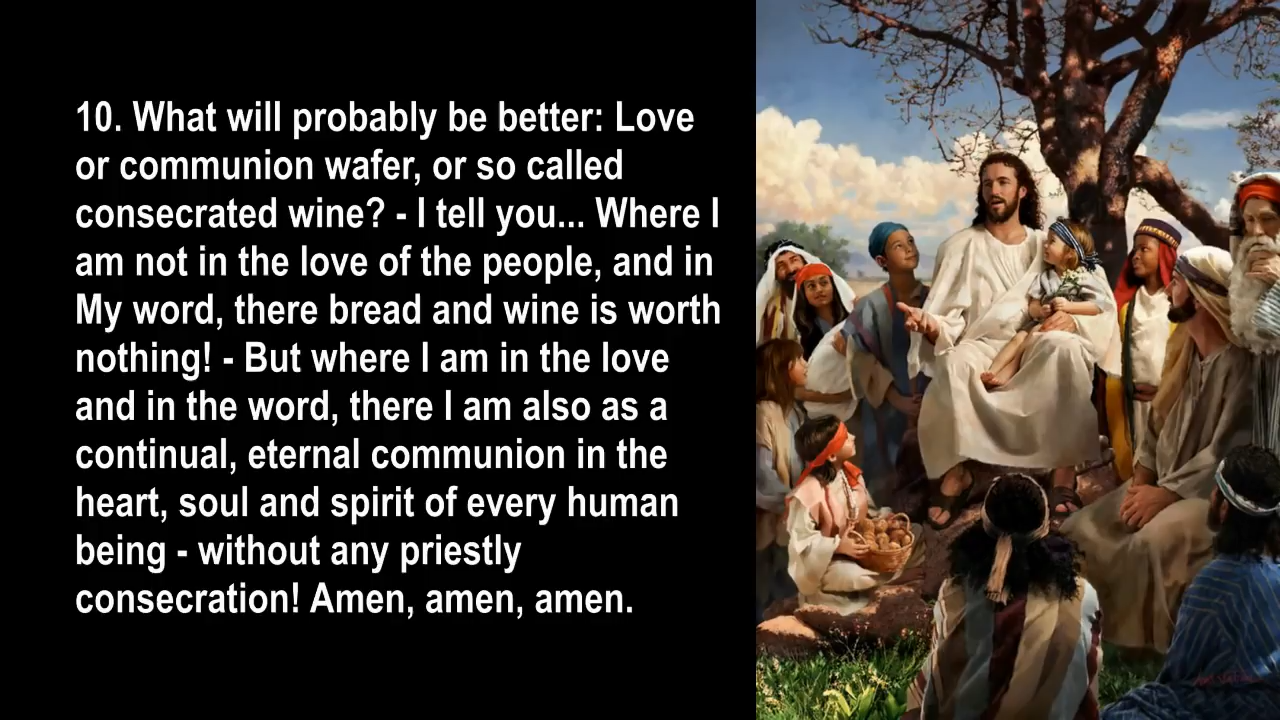 10. What will probably be better: Love
or communion wafer, or so called
consecrated wine? - I tell you... Where I
am not in the love of the people, and in
My word, there bread and wine is worth
nothing! - But where I am in the love
and in the word, there I am also as a
continual, eternal communion in the
heart, soul and spirit of every human
being - without any priestly
consecration! Amen, amen, amen.